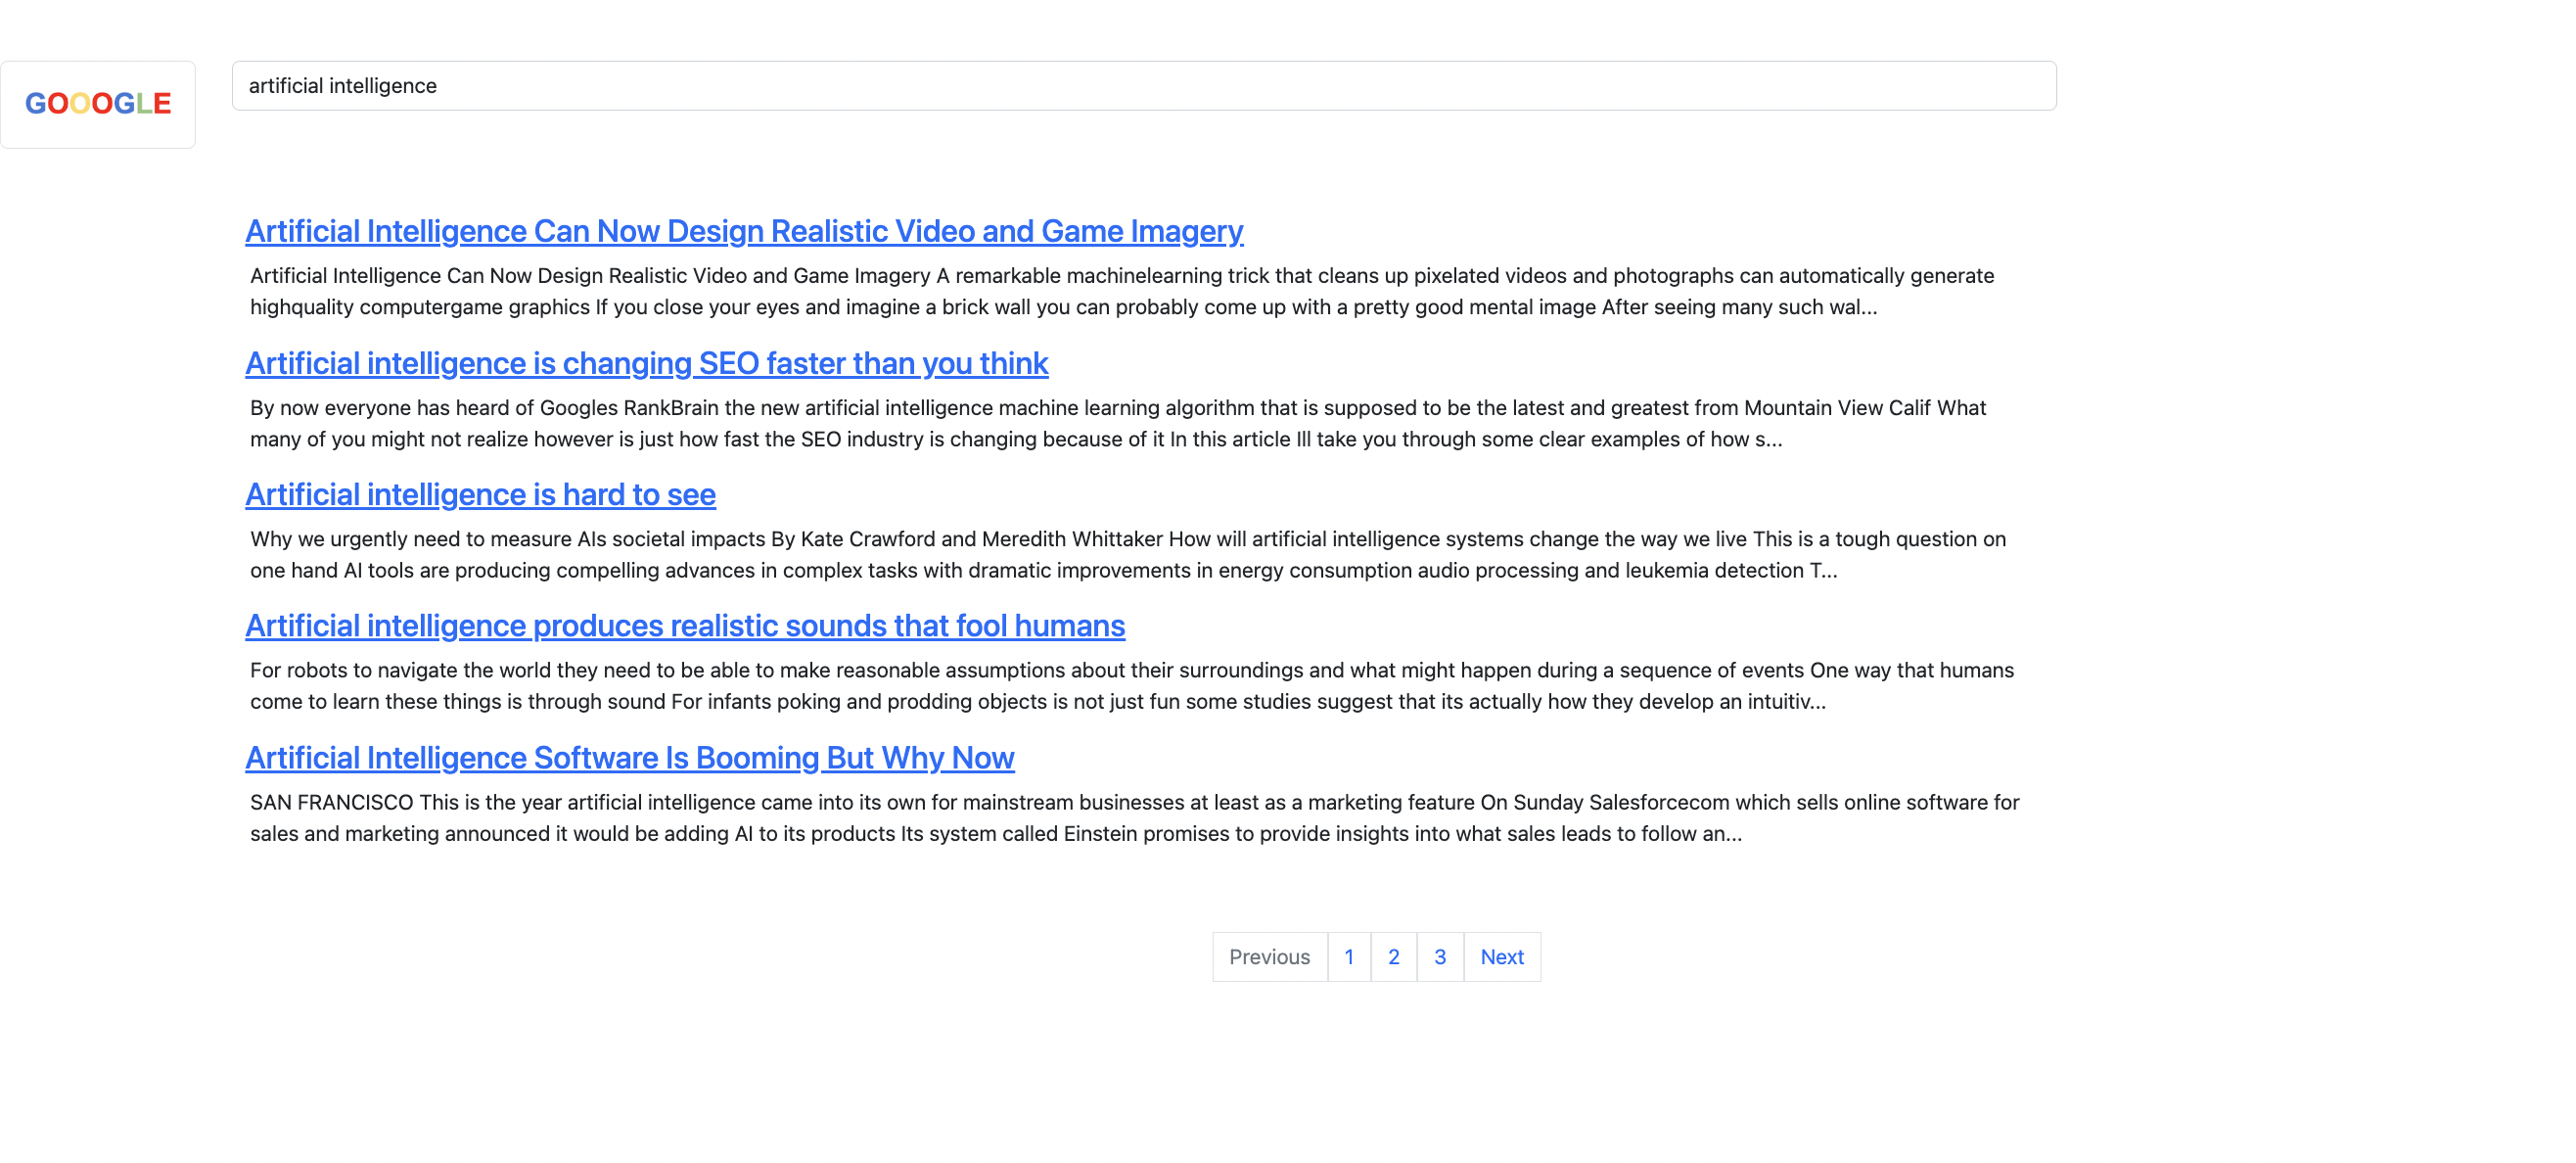 GOOOGLE
artificial intelligence
Artificial Intelligence Can Now Design Realistic Video and Game Imagery
Artificial Intelligence Can Now Design Realistic Video and Game Imagery A remarkable machinelearning trick that cleans up pixelated videos and photographs can automatically generate
highquality computergame graphics If you close your eyes and imagine a brick wall you can probably come up with a pretty good mental image After seeing many such wal...
Artificial intelligence is changing SEO faster than you think
By now everyone has heard of Googles RankBrain the new artificial intelligence machine learning algorithm that is supposed to be the latest and greatest from Mountain View Calif What
many of you might not realize however is just how fast the SEO industry is changing because of it In this article Ill take you through some clear examples of how s...
Artificial intelligence is hard to see
Why we urgently need to measure AIs societal impacts By Kate Crawford and Meredith Whittaker How will artificial intelligence systems change the way we live This is a tough question on
one hand AI tools are producing compelling advances in complex tasks with dramatic improvements in energy consumption audio processing and leukemia detection T...
Artificial intelligence produces realistic sounds that fool humans
For robots to navigate the world they need to be able to make reasonable assumptions about their surroundings and what might happen during a sequence of events One way that humans
come to learn these things is through sound For infants poking and prodding objects is not just fun some studies suggest that its actually how they develop an intuitiv...
Artificial Intelligence Software Is Booming But Why Now
SAN FRANCISCO This is the year artificial intelligence came into its own for mainstream businesses at least as a marketing feature On Sunday Salesforcecom which sells online software for
sales and marketing announced it would be adding AI to its products Its system called Einstein promises to provide insights into what sales leads to follow an...
Previous 1 2 3 Next